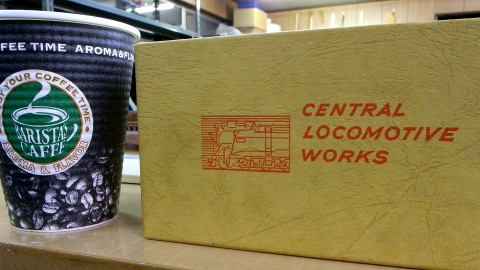 FEE TIME AROMA&FL
Y YOUR COFFEE TIME
BARISTA'S
CAFFE
AROMA & FLAVOR
CENTRAL
LOCOMOTIVE
WORKS